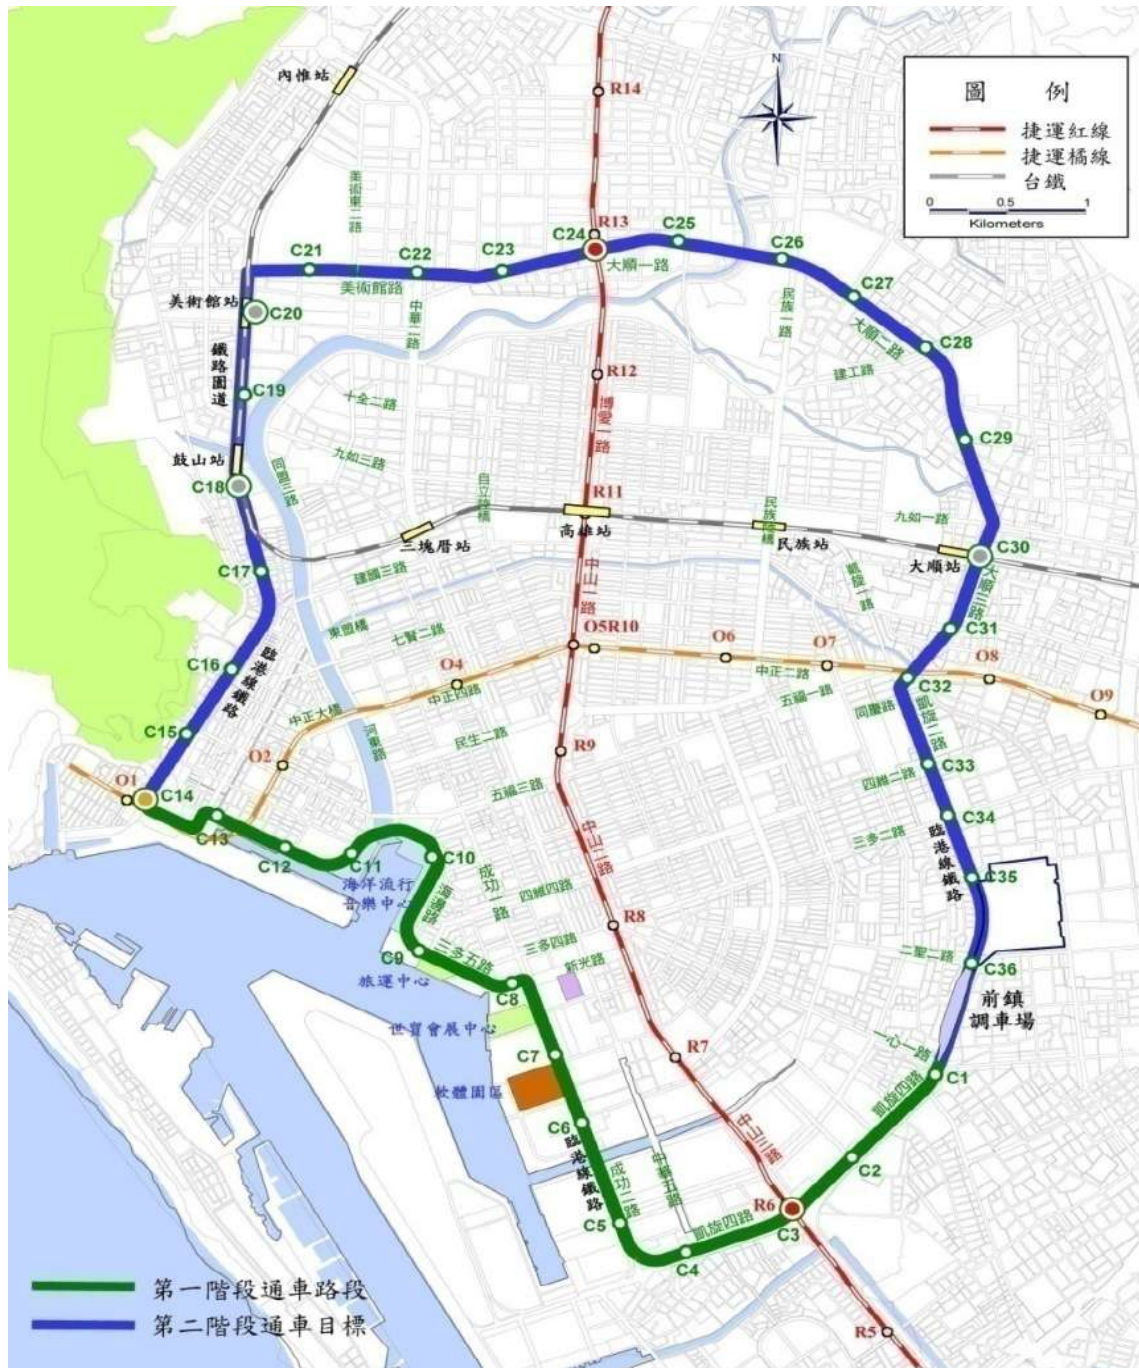 內惟站
R14
N
圖 例
捷運紅線
捷運橘線
台鐵
0 0.5 1
Kilometers
美術東二路
R13
C24
C25
C26
C21
C22
C23
大順一路
美術館路
美術館站
C20
中華二路
民族一路
C27
大順二路
C28
建工路
鐵路園道
C19
十全二路
R12
博愛一路
C29
鼓山站
C18
九如三路
同盟三路
自立陸橋
R11
高雄站
三塊厝站
民族陸橋
民族站
九如一路
C30
大順站
大順三路
C17
建國三路
中山一路
凱旋一路
東盟橋
七賢二路
O5R10
O6
O7
C31
C16
臨港線鐵路
O4
中正四路
中正二路
O8
C32
五福一路
同慶路
凱旋二路
O9
中正大橋
C15
河東路
民生二路
R9
O2
四維二路
C33
O1
C14
五福三路
C13
中山二路
三多二路
C34
C12
C11
C10
臨港線鐵路
C35
海洋流行
音樂中心
海邊路
成功一路
四維四路
R8
C9
三多五路
三多四路
新光路
二聖二路
C36
旅運中心
C8
前鎮
調車場
世貿會展中心
C7
R7
一心一路
C1
軟體園區
凱旋四路
C6
臨港線鐵路
中山三路
C2
成功二路
中華五路
R6
C5
凱旋四路
C3
C4
第一階段通車路段
第二階段通車目標
R5